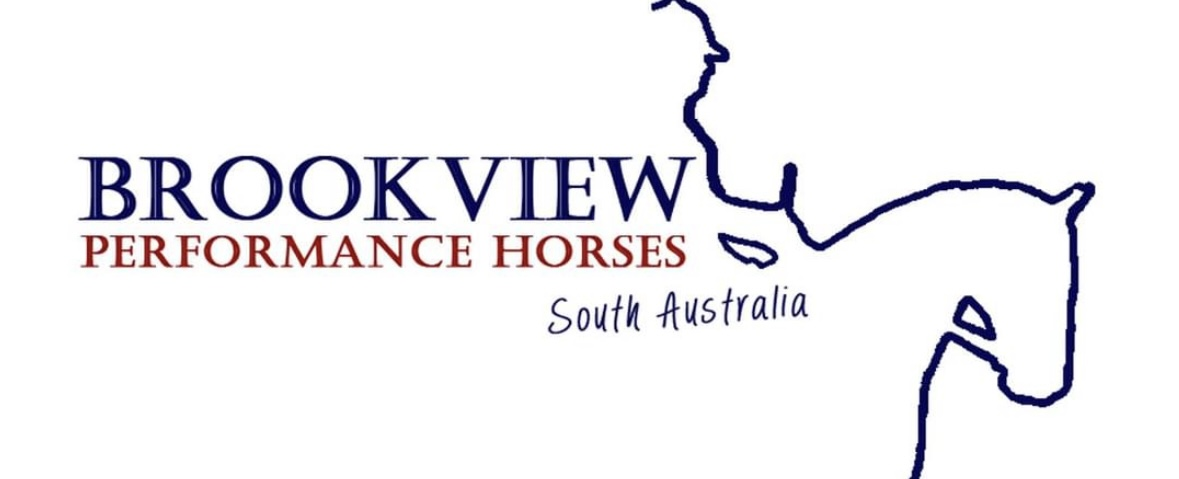 BROOKVIEW
PERFORMANCE HORSES
South Australia